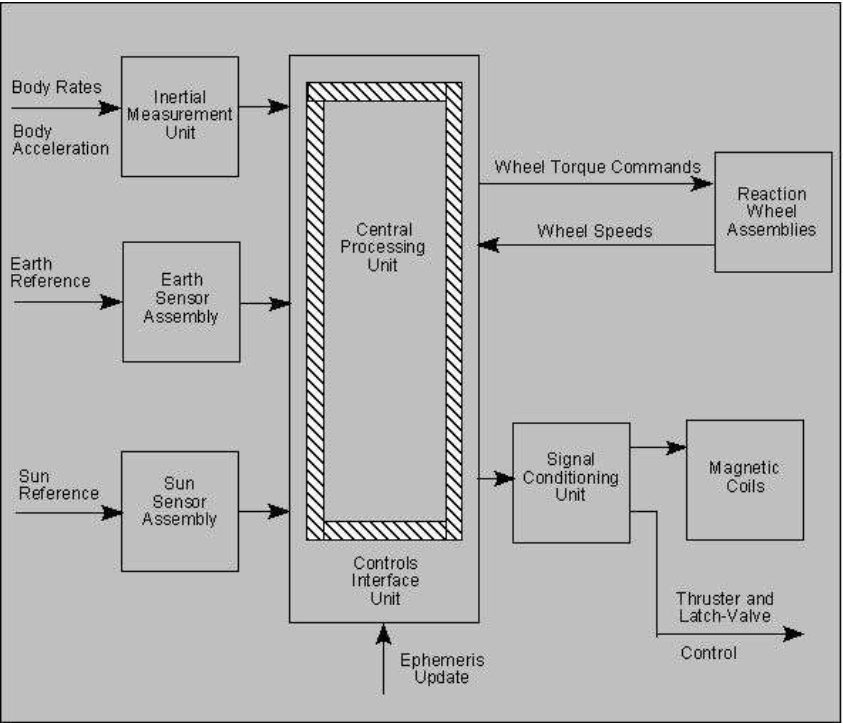 Body Rates
Body
Acceleration
Inertial
Measurement
Unit
Earth
Reference
Earth
Sensor
Assembly
Sun
Reference
Sun
Sensor
Assembly
Central
Processing
Unit
Controls
Interface
Unit
Ephemeris
Update
Wheel Torque Commands
Wheel Speeds
Reaction
Wheel
Assemblies
Signal
Conditioning
Unit
Magnetic
Coils
Thruster and
Latch-Valve
Control